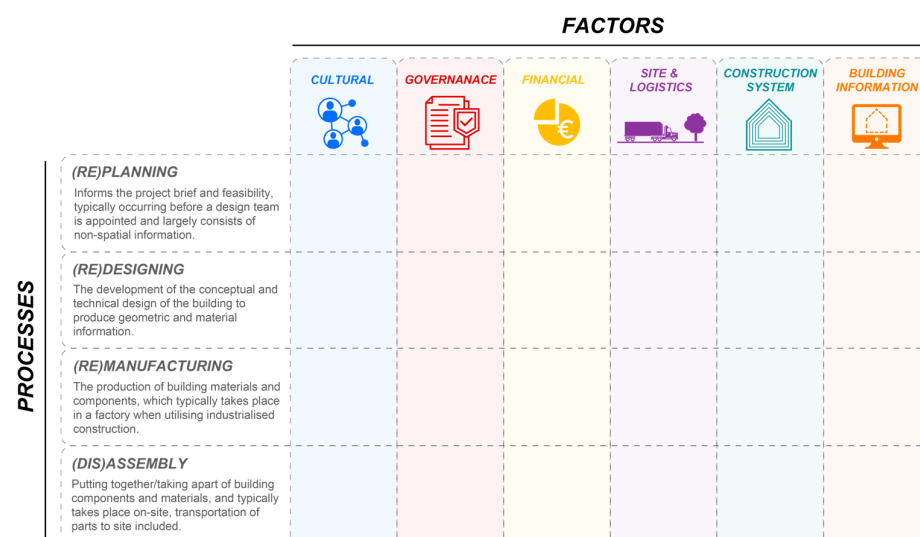 FACTORS
CULTURAL
GOVERNANACE
FINANCIAL
SITE &
LOGISTICS
CONSTRUCTION
SYSTEM
BUILDING
INFORMATION
€
PROCESSES
(RE)PLANNING
Informs the project brief and feasibility,
typically occurring before a design team
is appointed and largely consists of
non-spatial information.
(RE)DESIGNING
The development of the conceptual and
technical design of the building to
produce geometric and material
information.
(RE)MANUFACTURING
The production of building materials and
components, which typically takes place
in a factory when utilising industrialised
construction.
(DIS)ASSEMBLY
Putting together/taking apart of building
components and materials, and typically
takes place on-site, transportation of
parts to site included.